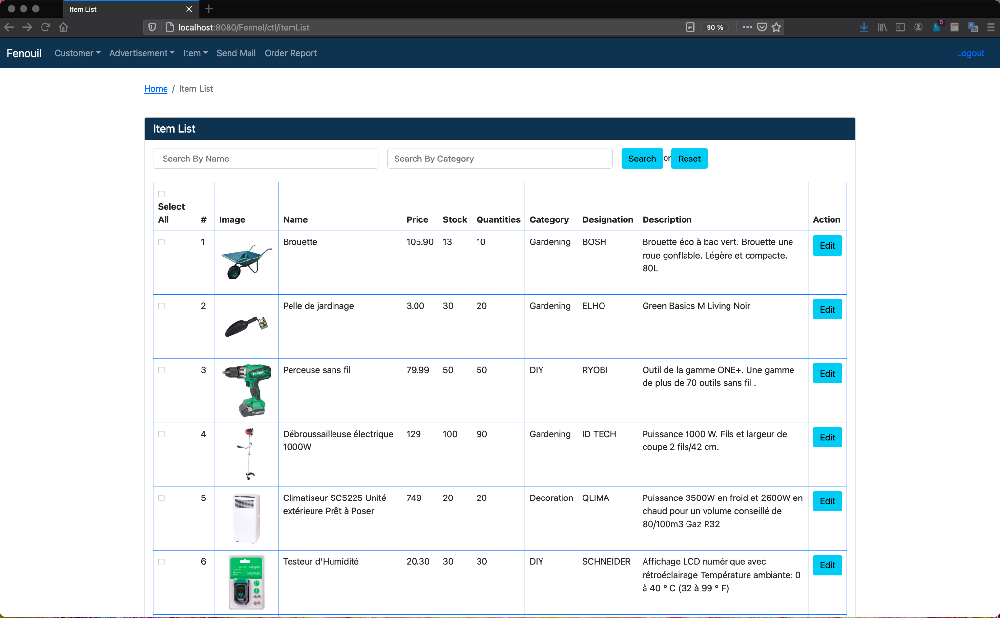 Item List
localhost:8080/Fennel/ctl/itemList
90 %
0
Fenouil Customer Advertisement Item Send Mail Order Report Logout
Home / Item List
Item List
Search By Name Search By Category Search or Reset
Select All # Image Name Price Stock Quantities Category Designation Description Action
1 Brouette 105.90 13 10 Gardening BOSH Brouette éco à bac vert. Brouette une
roue gonflable. Légère et compacte.
80L
Edit
2 Pelle de jardinage 3.00 30 20 Gardening ELHO Green Basics M Living Noir Edit
3 Perceuse sans fil 79.99 50 50 DIY RYOBI Outil de la gamme ONE+. Une gamme
de plus de 70 outils sans fil .
Edit
HIKOKI
4 Débroussailleuse électrique
1000W
129 100 90 Gardening ID TECH Puissance 1000 W. Fils et largeur de
coupe 2 fils/42 cm.
Edit
5 Climatiseur SC5225 Unité
extérieure Prêt à Poser
749 20 20 Decoration QLIMA Puissance 3500W en froid et 2600W en
chaud pour un volume conseillé de
80/100m3 Gaz R32
Edit
6 Testeur d'Humidité 20.30 30 30 DIY SCHNEIDER Affichage LCD numérique avec
rétroéclairage Température ambiante: 0
à 40 ° C (32 à 99 ° F)
Edit
Schneider